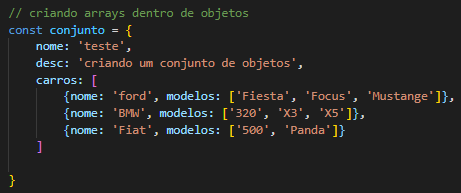 // criando arrays dentro de objetos
const conjunto = {
    nome: 'teste',
    desc: 'criando um conjunto de objetos',
    carros: [
        {nome: 'ford', modelos: ['Fiesta', 'Focus', 'Mustange']},
        {nome: 'BMW', modelos: ['320', 'X3', 'X5']},
        {nome: 'Fiat', modelos: ['500', 'Panda']}
    ]
}